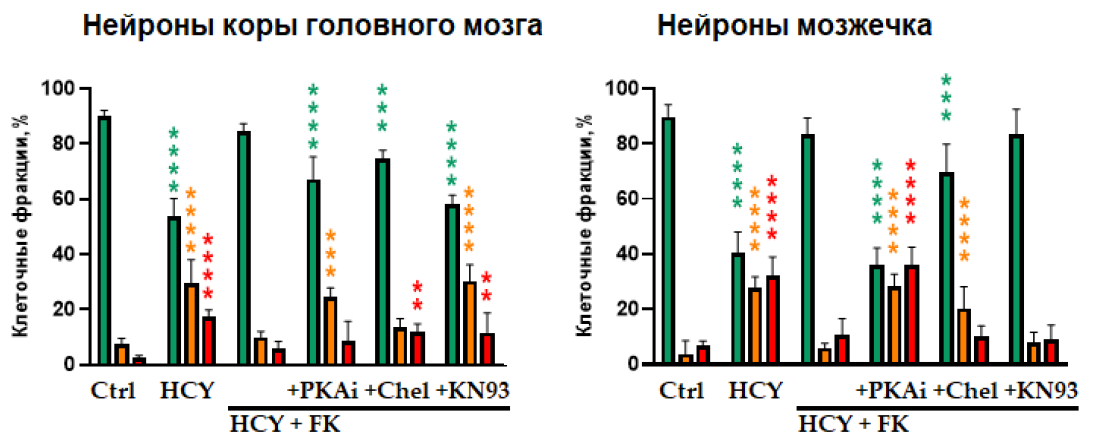 Нейроны коры головного мозга
Клеточные фракции,%
100
80
60
40
20
0
**** **** ****
**** ***
*** **
**** **** **
Ctrl HCY +PKAi +Chel +KN93
HCY + FK
Нейроны мозжечка
Клеточные фракции,%
100
80
60
40
20
0
**** **** ****
**** **** ****
*** ****
Ctrl HCY +PKAi +Chel +KN93
HCY + FK